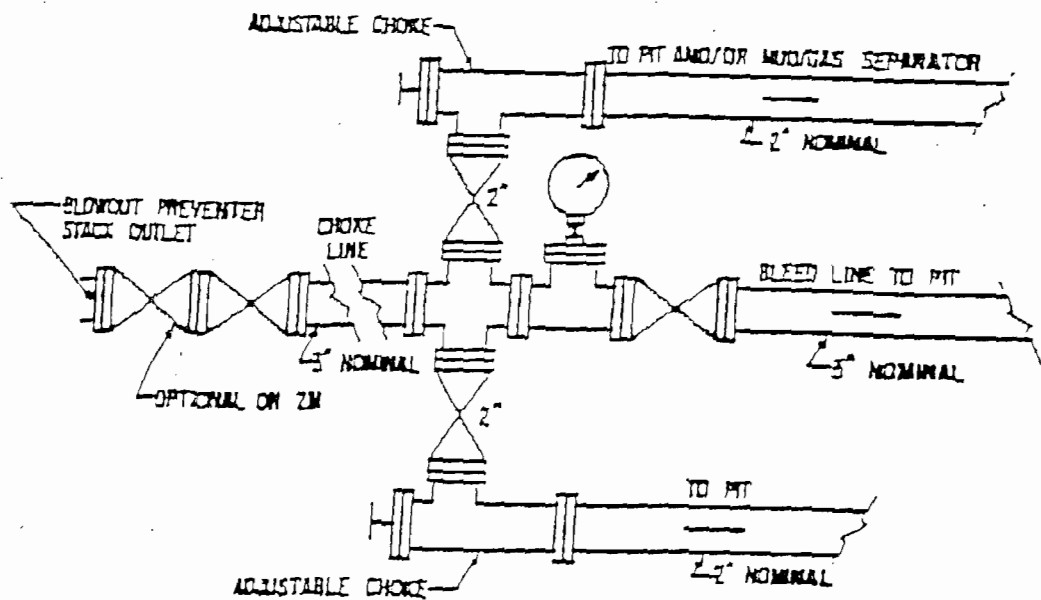 ADJUSTABLE CHOKE
TO PIT AND/OR MUD/GAS SEPARATOR
2" NOMINAL
2"
BLOWOUT PREVENTER
STACK OUTLET
CHOKE
LINE
BLEED LINE TO PIT
3" NOMINAL
3" NOMINAL
OPTIONAL ON 2M
2"
TO PIT
2" NOMINAL
ADJUSTABLE CHOKE